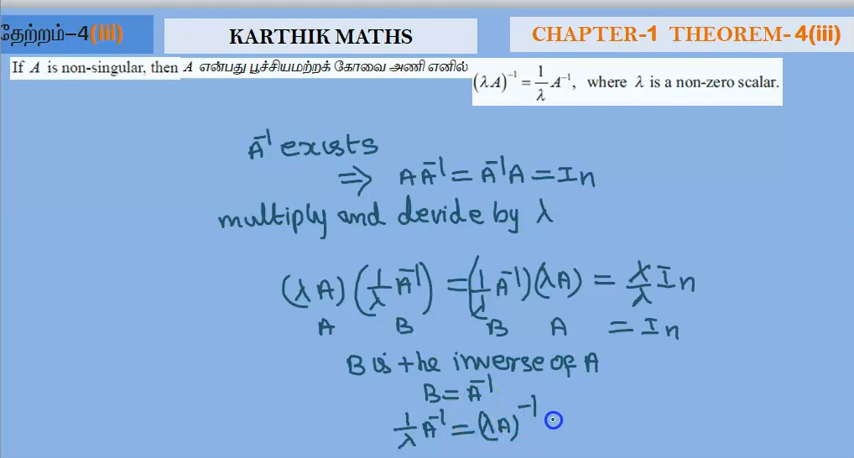 தேற்றம்–4(iii) KARTHIK MATHS CHAPTER-1 THEOREM- 4(iii)
If A is non-singular, then A என்பது பூச்சியமற்றக் கோவை அணி எனில் (λA)⁻¹ = 1/λ A⁻¹, where λ is a non-zero scalar.
A⁻¹ exists
⇒ AA⁻¹ = A⁻¹A = In
multiply and devide by λ
(λA)(1/λ A⁻¹) = (1/λ A⁻¹)(λA) = λ/λ In
A B B A = In
B is the inverse of A
B = A⁻¹
1/λ A⁻¹ = (λA)⁻¹